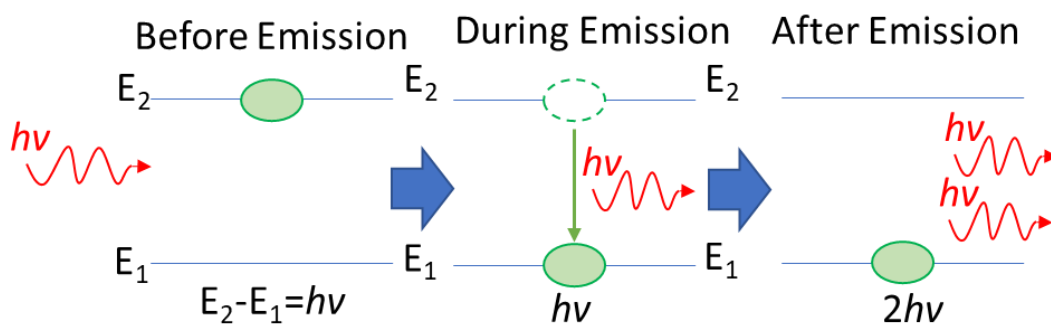 Before Emission
During Emission
After Emission
E2
E2
E2
hν
hν
hν
hν
E1
E1
E1
E2-E1=hν
hν
2hν